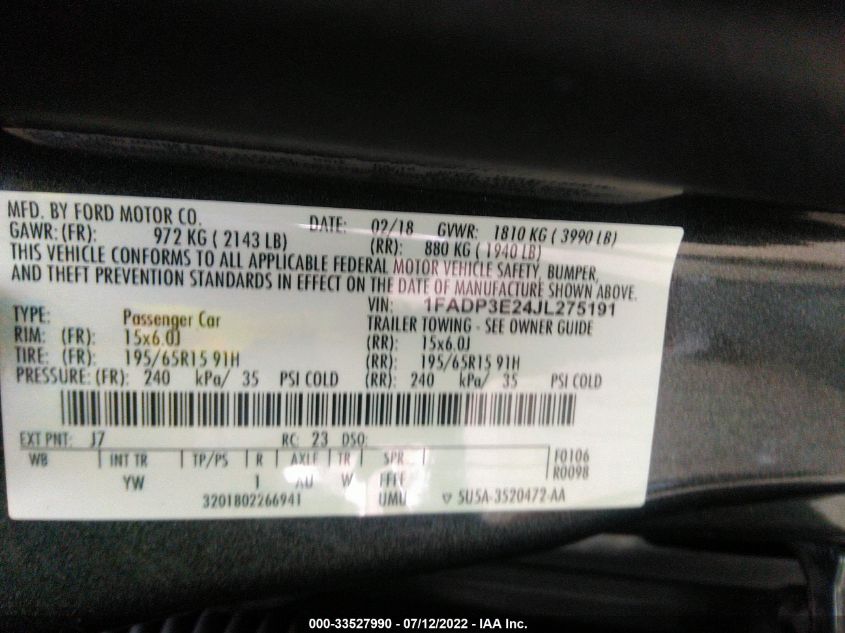 MFD. BY FORD MOTOR CO. DATE: 02/18 GVWR: 1810 KG ( 3990 LB)
GAWR: (FR): 972 KG ( 2143 LB) (RR): 880 KG ( 1940 LB)
THIS VEHICLE CONFORMS TO ALL APPLICABLE FEDERAL MOTOR VEHICLE SAFETY, BUMPER,
AND THEFT PREVENTION STANDARDS IN EFFECT ON THE DATE OF MANUFACTURE SHOWN ABOVE.
VIN: 1FADP3E24JL275191
TYPE: Passenger Car TRAILER TOWING - SEE OWNER GUIDE
RIM: (FR): 15x6.0J (RR): 15x6.0J
TIRE: (FR): 195/65R15 91H (RR): 195/65R15 91H
PRESSURE: (FR): 240 kPa/ 35 PSI COLD (RR): 240 kPa/ 35 PSI COLD
EXT PNT: J7 RC: 23 DSO:
WB INT TR TP/PS R AXLE TR SPR F0106
YW 1 AU W FFFF R0098
3201802266941 UMU 5U5A-3520472-AA
000-33527990 - 07/12/2022 - IAA Inc.